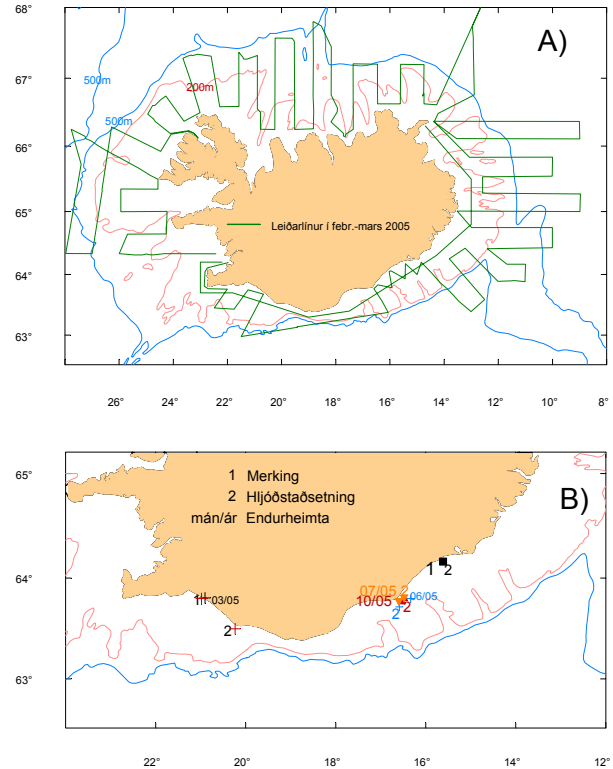 68°
A)
67°
500m
200m
500m
66°
65°
Leiðarlínur í febr.-mars 2005
64°
63°
26° 24° 22° 20° 18° 16° 14° 12° 10° 8°
65°
1 Merking
2 Hljóðstaðsetning
mán/ár Endurheimta
B)
1 2
64°
07/05 2
1 03/05
10/05
06/05
2
2
2
63°
22° 20° 18° 16° 14° 12°